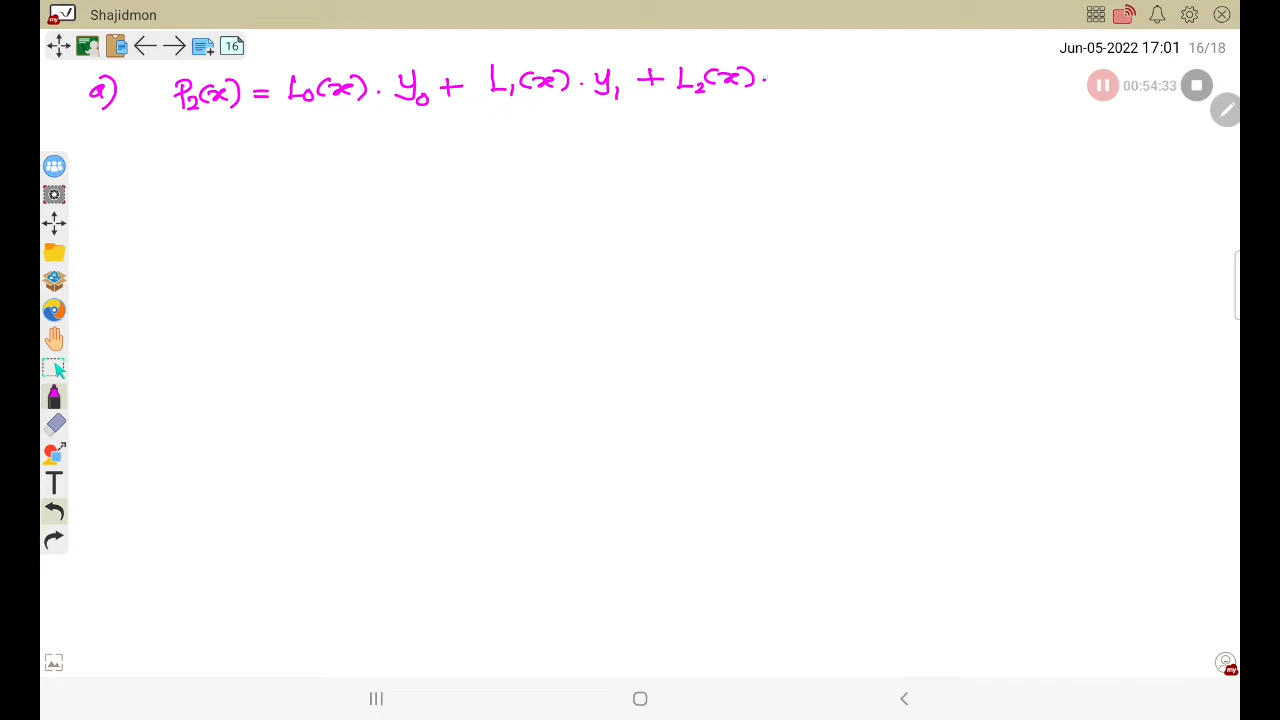 Shajidmon
16
Jun-05-2022 17:01 16/18
a) P₂(x) = L₀(x) · y₀ + L₁(x) · y₁ + L₂(x) ·
00:54:33
T